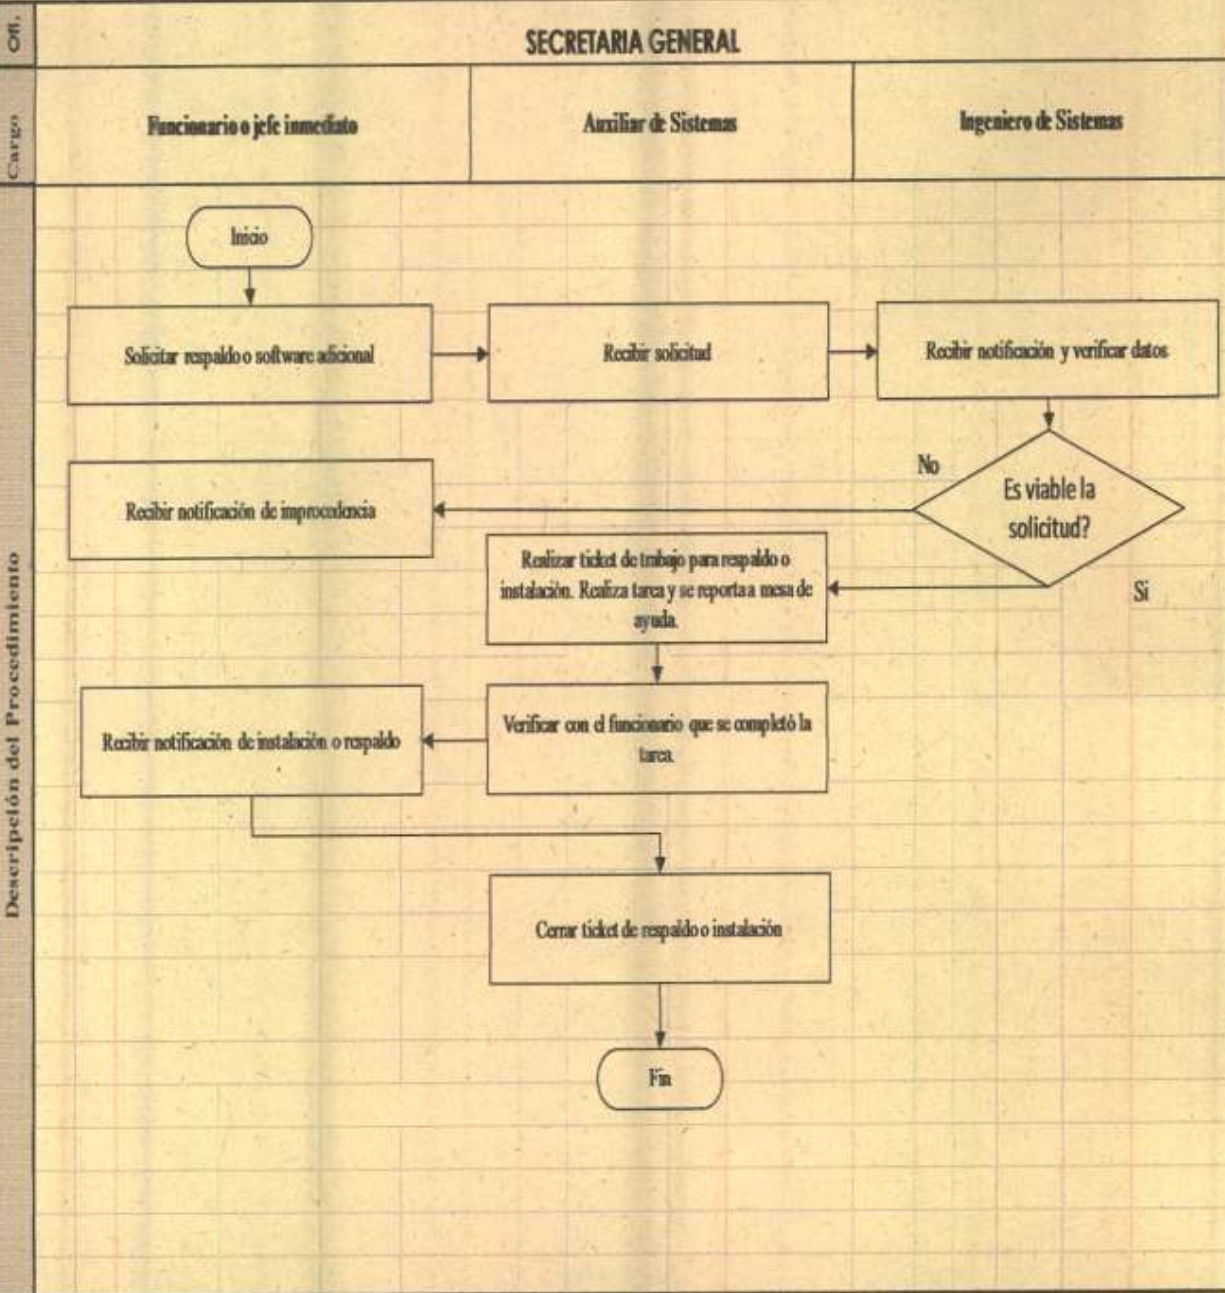 Ofi.
SECRETARIA GENERAL
Cargo
Funcionario o jefe inmediato
Auxiliar de Sistemas
Ingeniero de Sistemas
Descripción del Procedimiento
Inicio
Solicitar respaldo o software adicional
Recibir solicitud
Recibir notificación y verificar datos
No
Es viable la
solicitud?
Recibir notificación de improcedencia
Realizar ticket de trabajo para respaldo o
instalación. Realiza tarea y se reporta a mesa de
ayuda.
Si
Recibir notificación de instalación o respaldo
Verificar con el funcionario que se completó la
tarea.
Cerrar ticket de respaldo o instalación
Fin